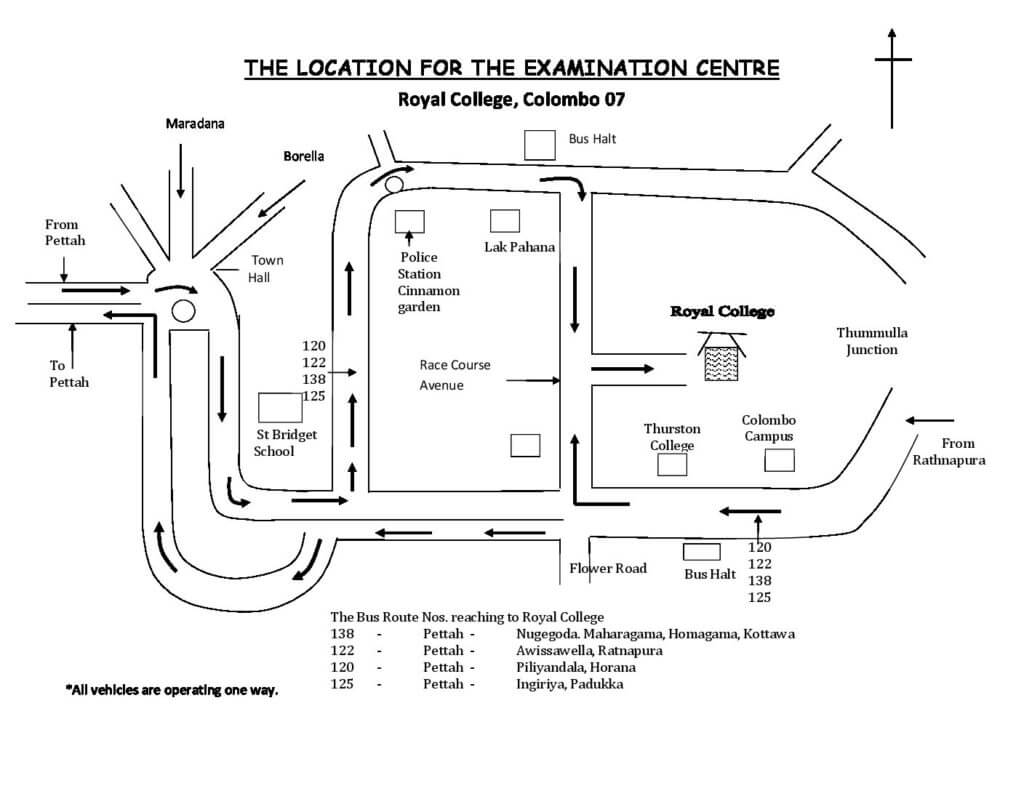 THE LOCATION FOR THE EXAMINATION CENTRE
Royal College, Colombo 07
Maradana
Borella
Bus Halt
From
Pettah
Town
Hall
Police
Station
Cinnamon
garden
Lak Pahana
Royal College
Thummulla
Junction
To
Pettah
120
122
138
125
Race Course
Avenue
St Bridget
School
Thurston
College
Colombo
Campus
From
Rathnapura
Flower Road
Bus Halt
120
122
138
125
The Bus Route Nos. reaching to Royal College
138 - Pettah - Nugegoda. Maharagama, Homagama, Kottawa
122 - Pettah - Awissawella, Ratnapura
120 - Pettah - Piliyandala, Horana
125 - Pettah - Ingiriya, Padukka
*All vehicles are operating one way.